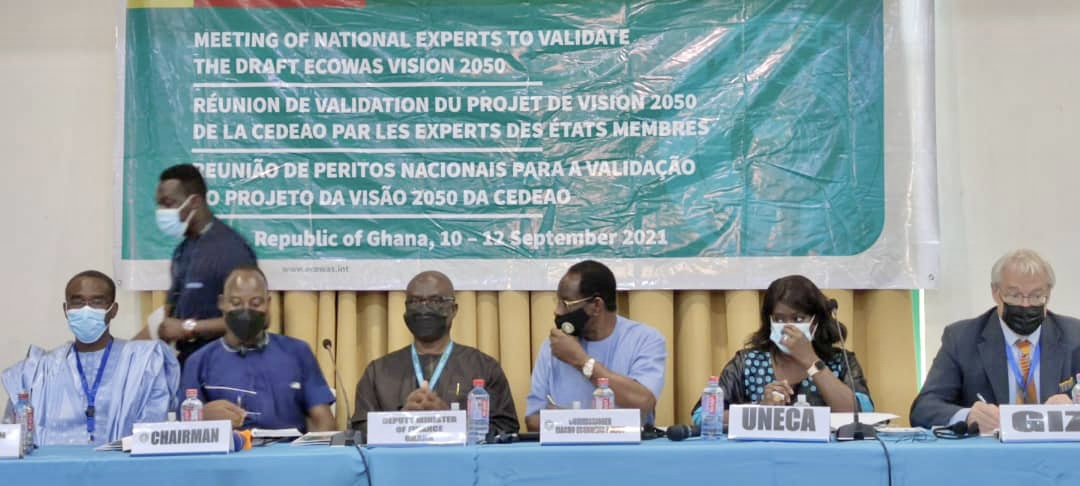 MEETING OF NATIONAL EXPERTS TO VALIDATE
THE DRAFT ECOWAS VISION 2050
RÉUNION DE VALIDATION DU PROJET DE VISION 2050
DE LA CEDEAO PAR LES EXPERTS DES ÉTATS MEMBRES
REUNIÃO DE PERITOS NACIONAIS PARA A VALIDAÇÃO
DO PROJETO DA VISÃO 2050 DA CEDEAO
Republic of Ghana, 10 – 12 September 2021
www.ecowas.int
CHAIRMAN
DEPUTY MINISTER
OF FINANCE
GHANA
COMMISSIONER
UNECA
GIZ